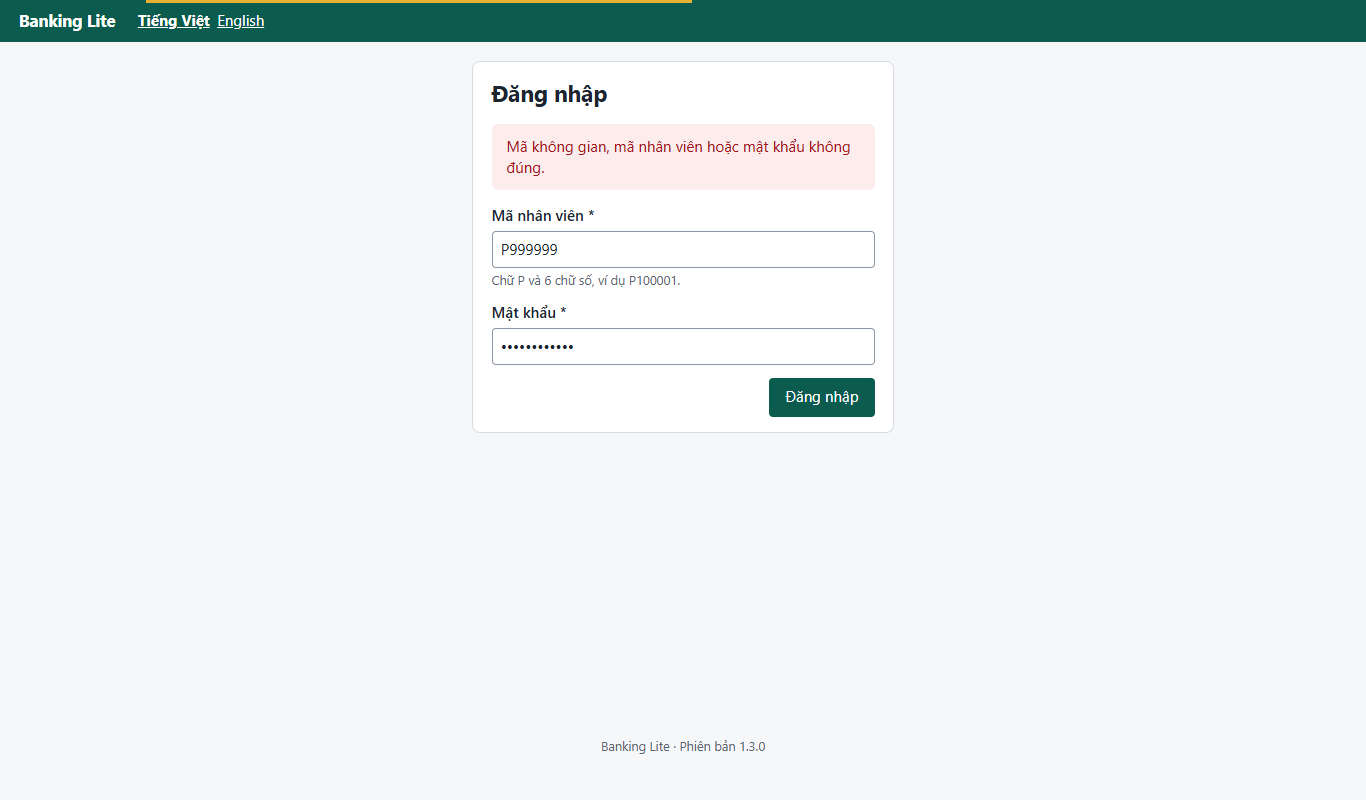 Banking Lite Tiếng Việt English
Đăng nhập
Mã không gian, mã nhân viên hoặc mật khẩu không
đúng.
Mã nhân viên *
P999999
Chữ P và 6 chữ số, ví dụ P100001.
Mật khẩu *
••••••••••••
Đăng nhập
Banking Lite · Phiên bản 1.3.0